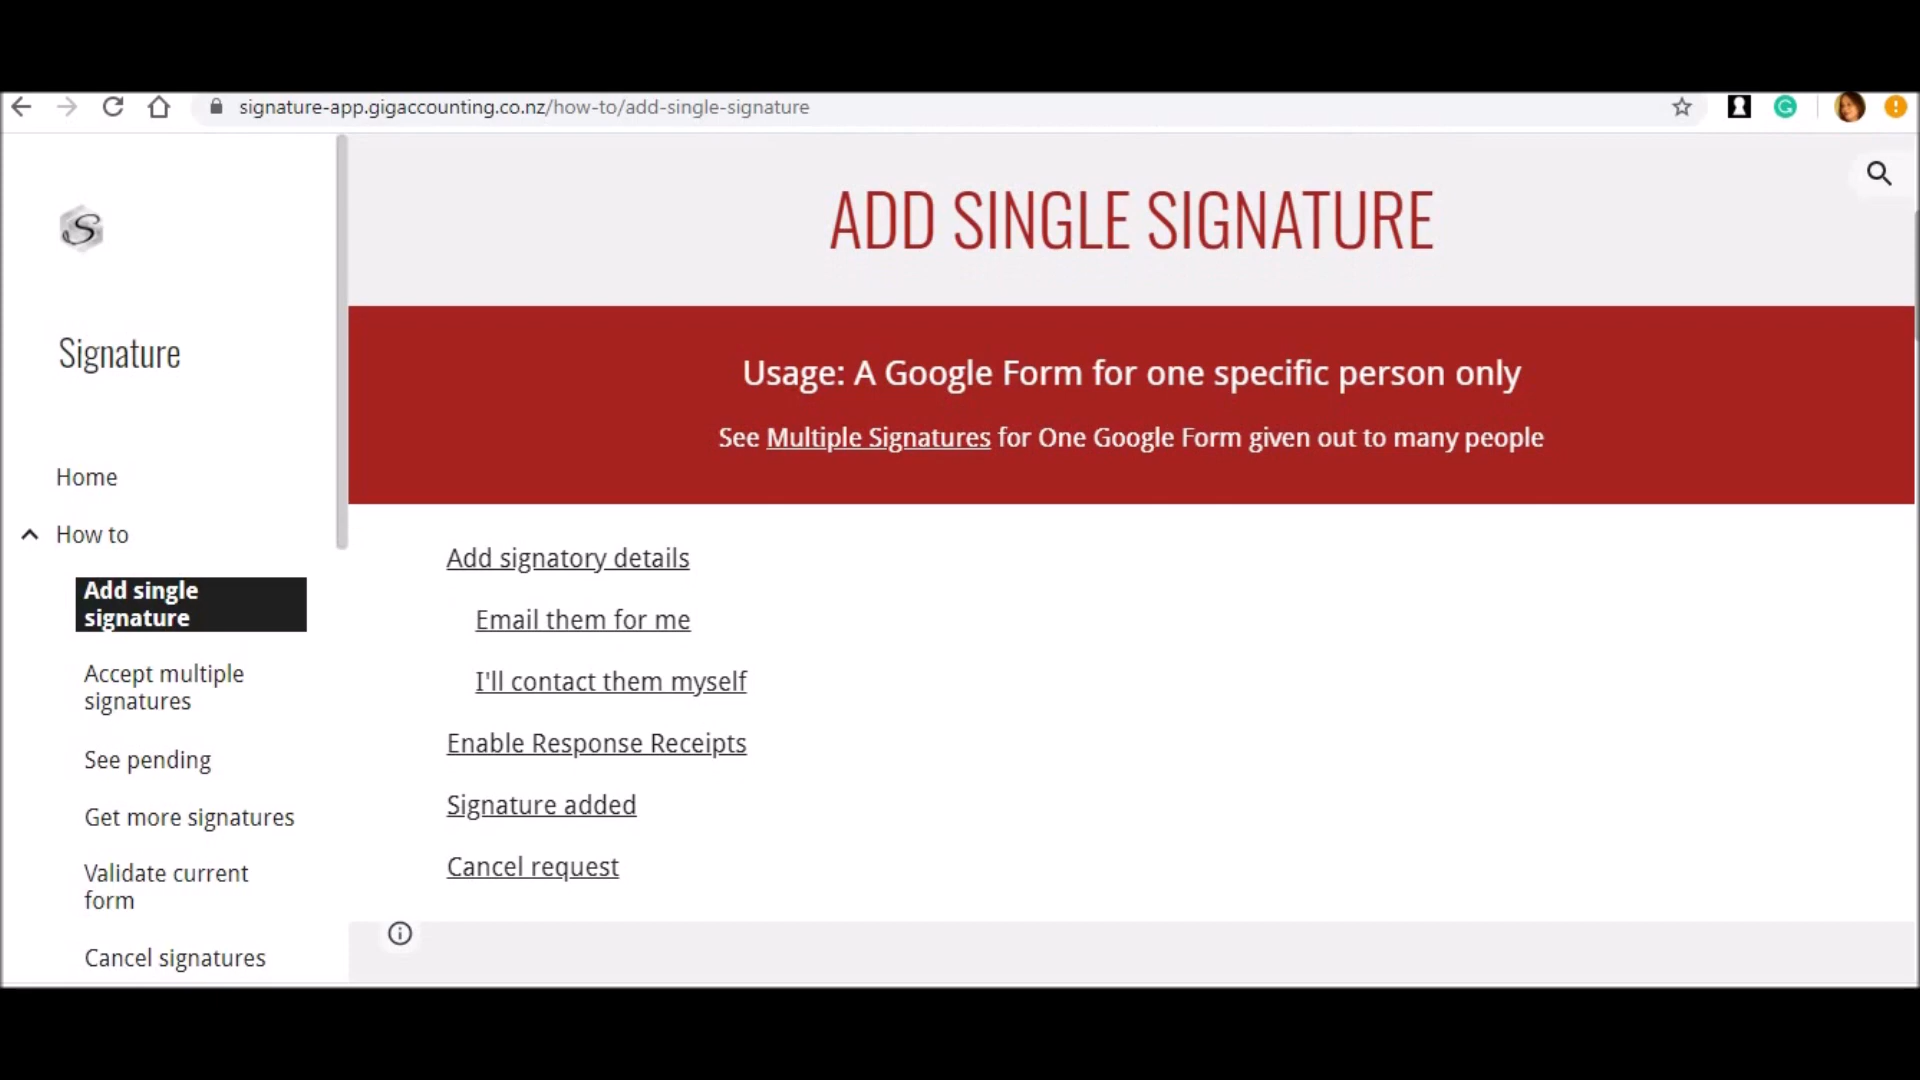 signature-app.gigaccounting.co.nz/how-to/add-single-signature
S
Signature
Home
How to
Add single
signature
Accept multiple
signatures
See pending
Get more signatures
Validate current
form
Cancel signatures
ADD SINGLE SIGNATURE
Usage: A Google Form for one specific person only
See Multiple Signatures for One Google Form given out to many people
Add signatory details
Email them for me
I'll contact them myself
Enable Response Receipts
Signature added
Cancel request